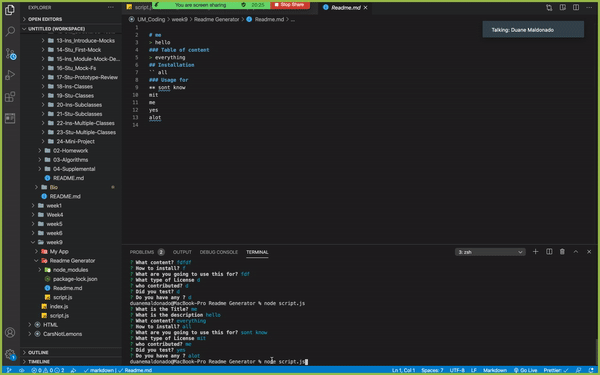 You are screen sharing
20:25
Stop Share
EXPLORER
OPEN EDITORS
UNTITLED (WORKSPACE)
13-Ins_Introduce-Mocks
14-Stu_First-Mock
15-Ins_Module-Mock-De...
16-Stu_Mock-Fs
17-Stu_Prototype-Review
18-Ins-Classes
19-Stu-Classes
20-Ins-Subclasses
21-Stu-Subclasses
22-Ins-Multiple-Classes
23-Stu-Multiple-Classes
24-Mini-Project
02-Homework
03-Algorithms
04-Supplemental
README.md
Bio
README.md
week1
Week4
week5
week6
week9
My App
Readme Generator
node_modules
package-lock.json
Readme.md
script.js
index.js
script.js
HTML
CarsNotLemons
OUTLINE
TIMELINE
script.js
Readme.md
UM_Coding > week9 > Readme Generator > Readme.md > ...
Talking: Duane Maldonado
1
2 # me
3 > hello
4 ### Table of content
5 > everything
6 ## Installation
7 `` all
8 ### Usage for
9 ** sont know
10 mit
11 me
12 yes
13 alot
14
PROBLEMS 2 OUTPUT DEBUG CONSOLE TERMINAL
3: zsh
? What content? fdfdf
? How to install? f
? What are you going to use this for? fdf
? What type of License d
? who contributed? d
? Did you test? d
? Do you have any ? d
duanemaldonado@MacBook-Pro Readme Generator % node script.js
? What is the Title? me
? What is the description hello
? What content? everything
? How to install? all
? What are you going to use this for? sont know
? What type of License mit
? who contributed? me
? Did you test? yes
? Do you have any ? alot
duanemaldonado@MacBook-Pro Readme Generator % node script.js
0 2 0
markdown | Readme.md
Ln 1, Col 1 Spaces: 7 UTF-8 LF Markdown Go Live Prettier: ✓